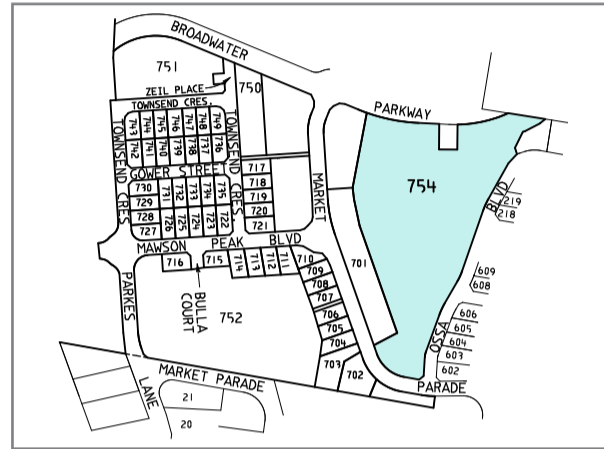 BROADWATER
751
ZEIL PLACE
750
TOWNSEND CRES.
PARKWAY
743 744 745 746 747 748 749
742 741 740 739 738 737 736
TOWNSEND CRES
TOWNSEND CRES
GOWER STREET
717
718
719
720
721
730
729
728
727
731 732 733 734 735
726 725 724 723 722
MARKET
754
BLVD
219
218
MAWSON PEAK BLVD
716
715
714 713 712 711 710
709
708
707
706
705
704
703
702
701
BULLA COURT
752
PARKES
LANE
609
608
606
605
604
603
602
OSSA
MARKET PARADE
PARADE
21
20